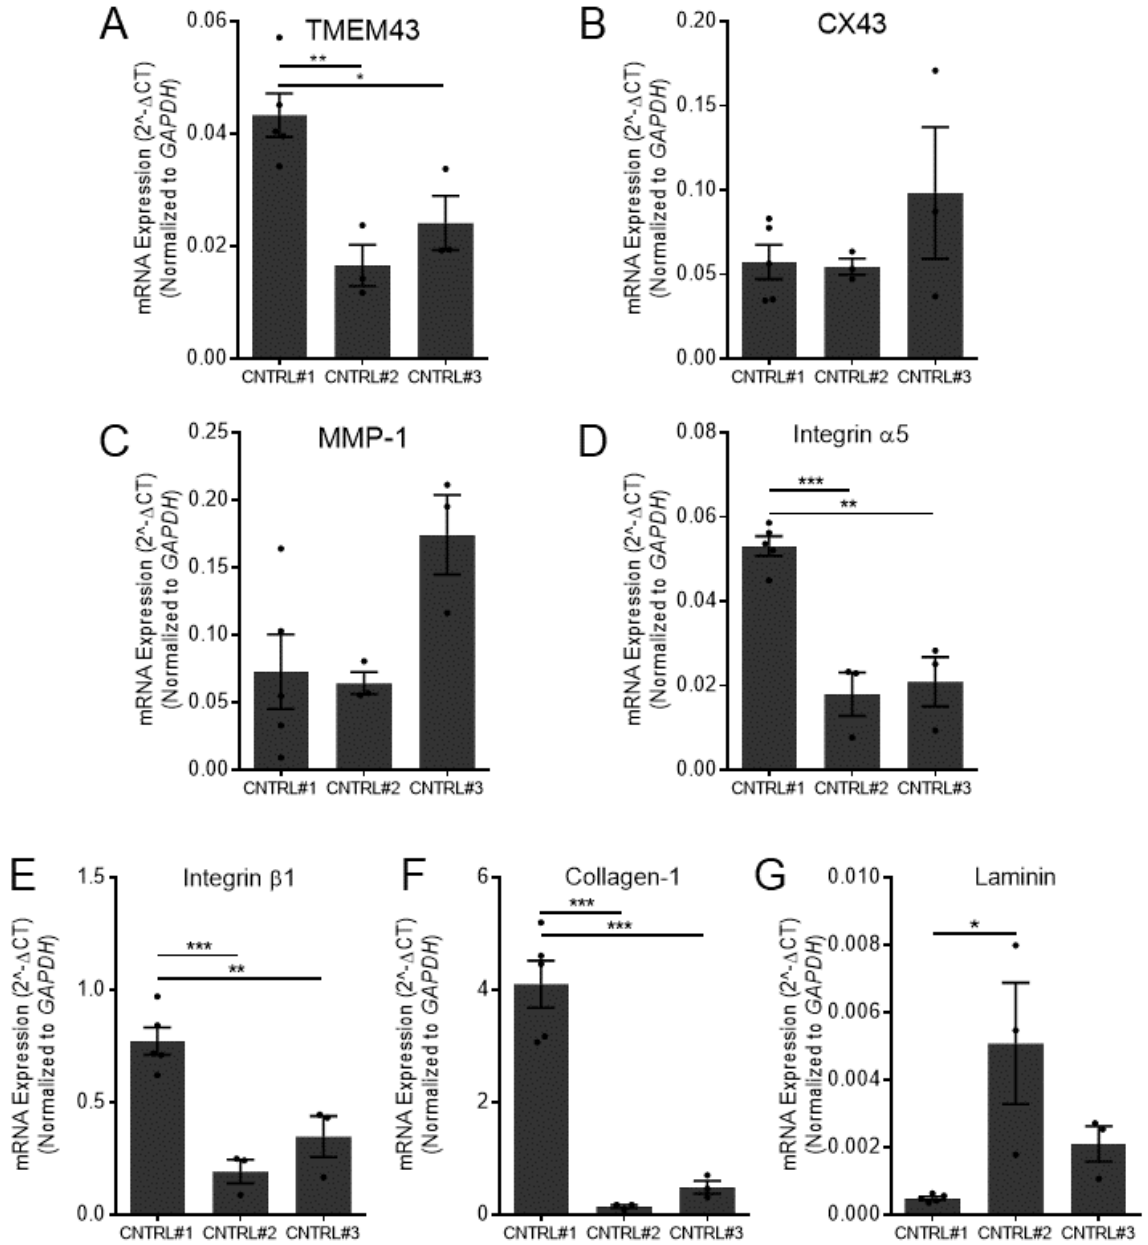 A
TMEM43
mRNA Expression (2^-ΔCT)
(Normalized to GAPDH)
0.06
0.04
0.02
0.00
**
*
CNTRL#1 CNTRL#2 CNTRL#3
B
CX43
mRNA Expression (2^-ΔCT)
(Normalized to GAPDH)
0.20
0.15
0.10
0.05
0.00
CNTRL#1 CNTRL#2 CNTRL#3
C
MMP-1
mRNA Expression (2^-ΔCT)
(Normalized to GAPDH)
0.25
0.20
0.15
0.10
0.05
0.00
CNTRL#1 CNTRL#2 CNTRL#3
D
Integrin α5
mRNA Expression (2^-ΔCT)
(Normalized to GAPDH)
0.08
0.06
0.04
0.02
0.00
***
**
CNTRL#1 CNTRL#2 CNTRL#3
E
Integrin β1
mRNA Expression (2^-ΔCT)
(Normalized to GAPDH)
1.5
1.0
0.5
0.0
***
**
CNTRL#1 CNTRL#2 CNTRL#3
F
Collagen-1
mRNA Expression (2^-ΔCT)
(Normalized to GAPDH)
6
4
2
0
***
***
CNTRL#1 CNTRL#2 CNTRL#3
G
Laminin
mRNA Expression (2^-ΔCT)
(Normalized to GAPDH)
0.010
0.008
0.006
0.004
0.002
0.000
*
CNTRL#1 CNTRL#2 CNTRL#3